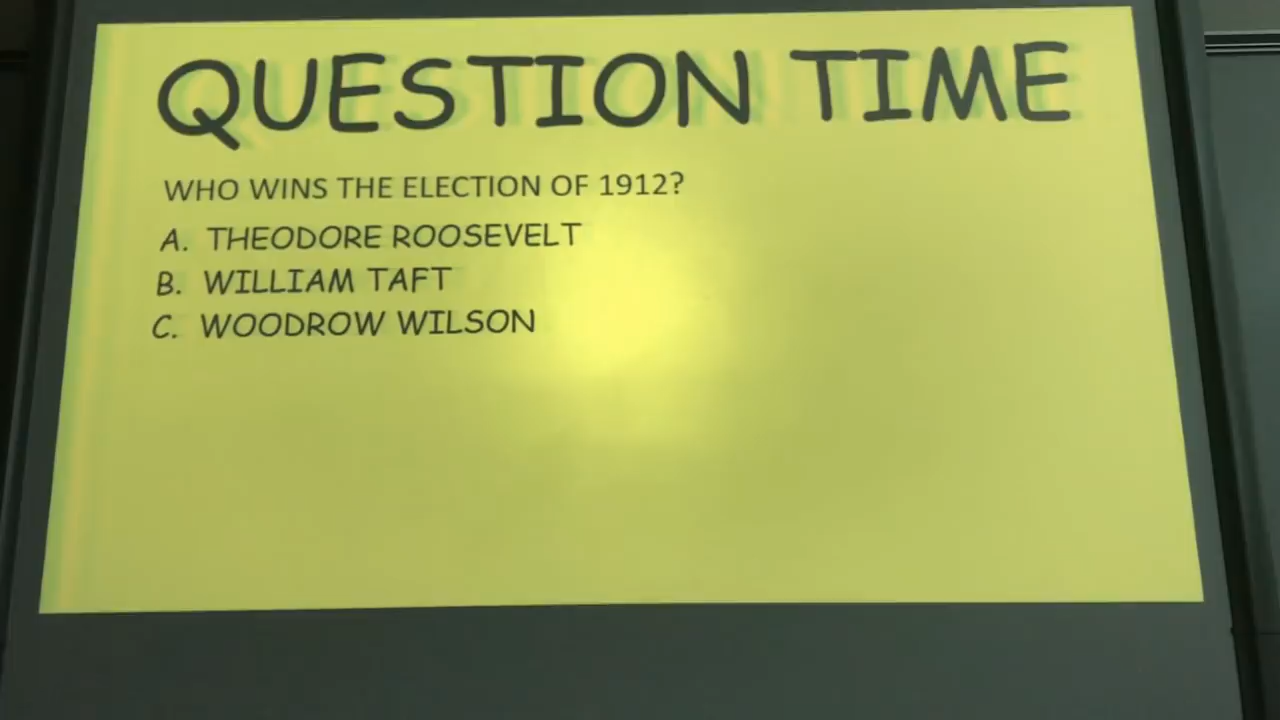 QUESTION TIME
WHO WINS THE ELECTION OF 1912?
A. THEODORE ROOSEVELT
B. WILLIAM TAFT
C. WOODROW WILSON